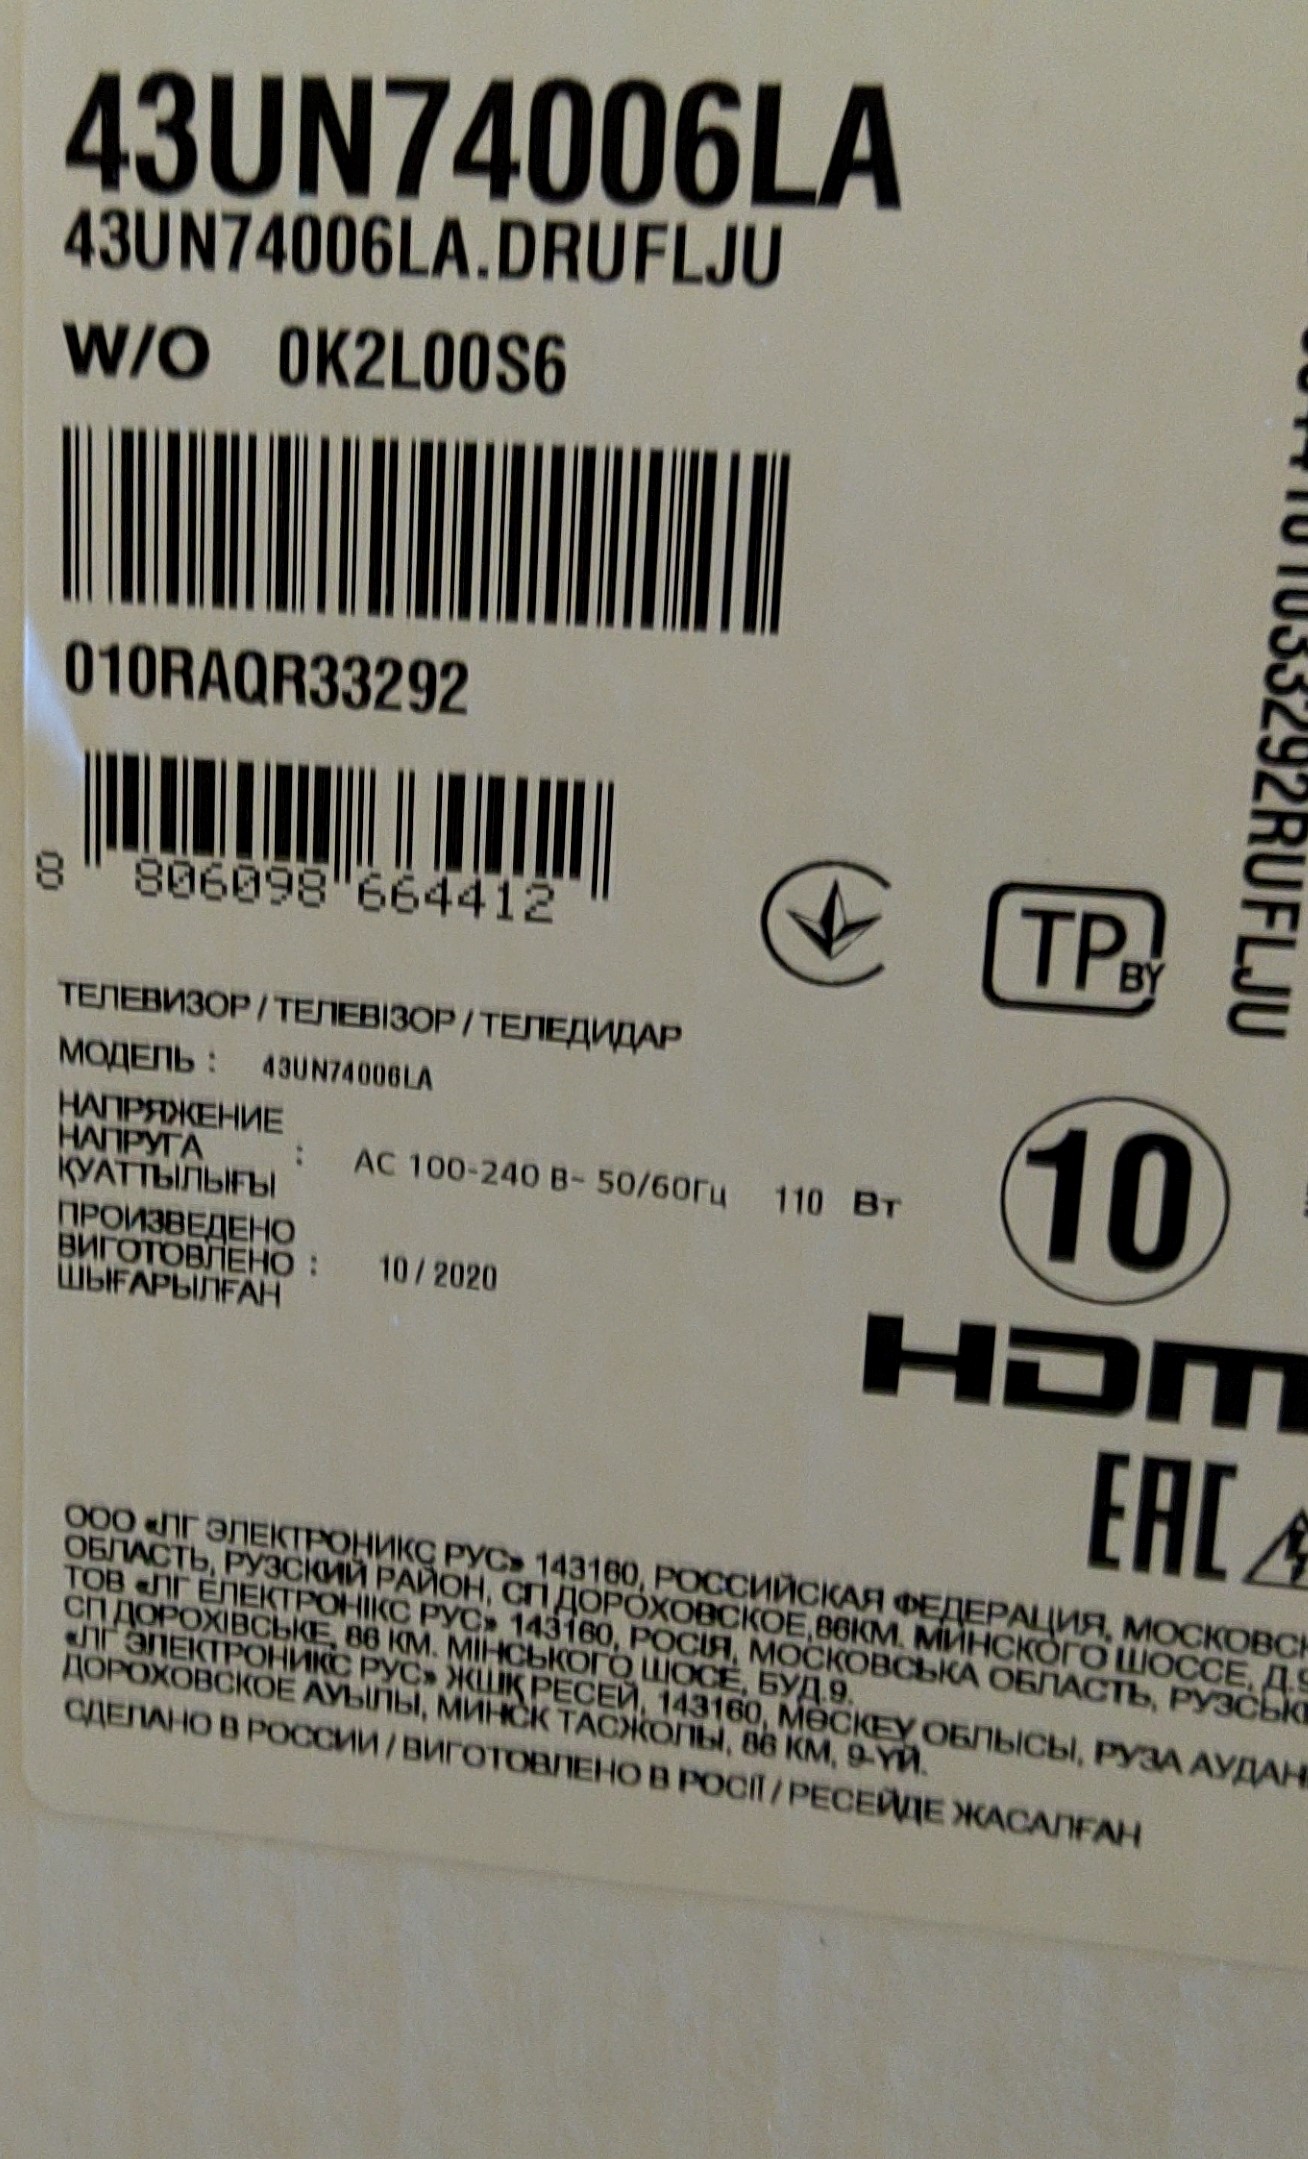 43UN74006LA
43UN74006LA.DRUFLJU
W/O 0K2L00S6
010RAQR33292
8 806098 664412
TP BY
ТЕЛЕВИЗОР / ТЕЛЕВІЗОР / ТЕЛЕДИДАР
МОДЕЛЬ : 43UN74006LA
НАПРЯЖЕНИЕ
НАПРУГА : AC 100-240 В~ 50/60Гц 110 Вт
ҚУАТТЫЛЫҒЫ
ПРОИЗВЕДЕНО
ВИГОТОВЛЕНО : 10 / 2020
ШЫҒАРЫЛҒАН
10
HDM
EAC
ООО «ЛГ ЭЛЕКТРОНИКС РУС» 143160, РОССИЙСКАЯ ФЕДЕРАЦИЯ, МОСКОВС
ОБЛАСТЬ, РУЗСКИЙ РАЙОН, СП ДОРОХОВСКОЕ,86КМ. МИНСКОГО ШОССЕ, Д.9
ТОВ «ЛГ ЕЛЕКТРОНІКС РУС» 143160, РОСІЯ, МОСКОВСЬКА ОБЛАСТЬ, РУЗСЬК
СП ДОРОХІВСЬКЕ, 86 КМ. МІНСЬКОГО ШОСЕ, БУД.9.
«ЛГ ЭЛЕКТРОНИКС РУС» ЖШҚ РЕСЕЙ, 143160, МӘСКЕУ ОБЛЫСЫ, РУЗА АУДАН
ДОРОХОВСКОЕ АУЫЛЫ, МИНСК ТАСЖОЛЫ, 86 КМ, 9-ҮЙ.
СДЕЛАНО В РОССИИ / ВИГОТОВЛЕНО В РОСІЇ / РЕСЕЙДЕ ЖАСАЛҒАН
33292RUFLJU